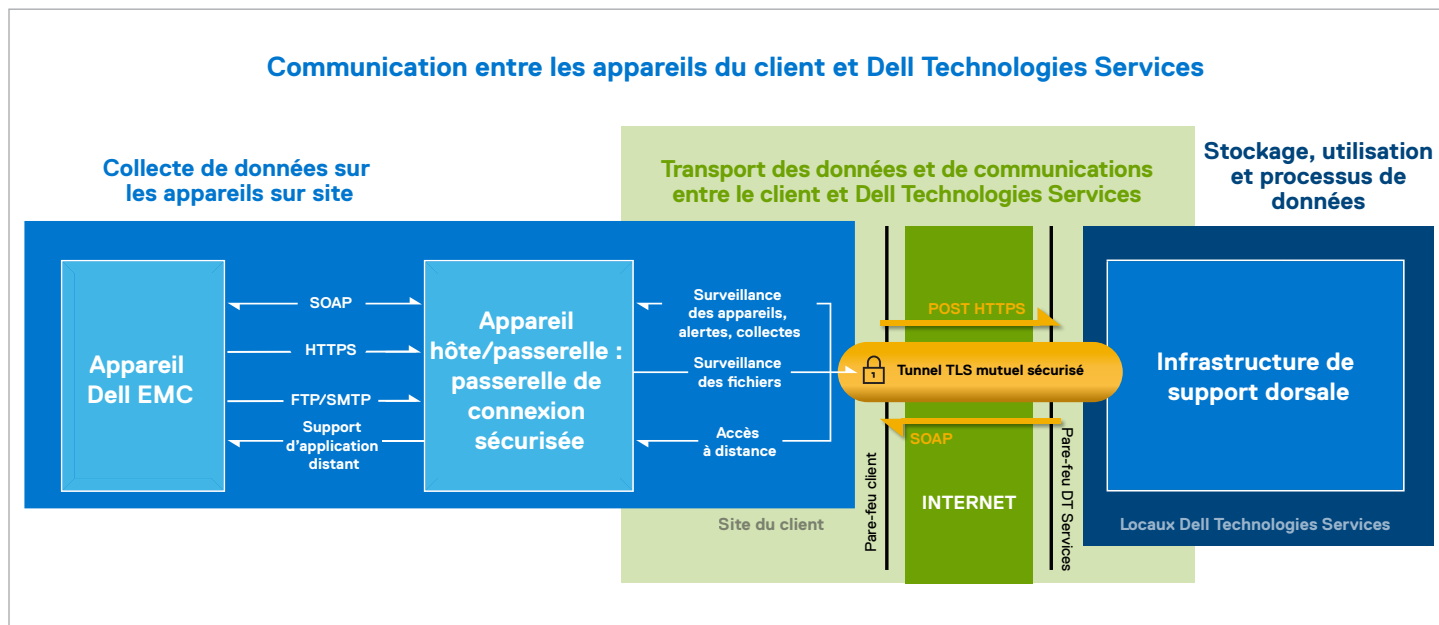 Communication entre les appareils du client et Dell Technologies Services
Collecte de données sur
les appareils sur site
Transport des données et de communications
entre le client et Dell Technologies Services
Stockage, utilisation
et processus de
données
Appareil
Dell EMC
SOAP
HTTPS
FTP/SMTP
Support
d'application
distant
Appareil
hôte/passerelle :
passerelle de
connexion
sécurisée
Surveillance
des appareils,
alertes, collectes
Surveillance
des fichiers
Accès
à distance
POST HTTPS
1
Tunnel TLS mutuel sécurisé
SOAP
Pare-feu client
INTERNET
Pare-feu DT Services
Infrastructure de
support dorsale
Site du client
Locaux Dell Technologies Services